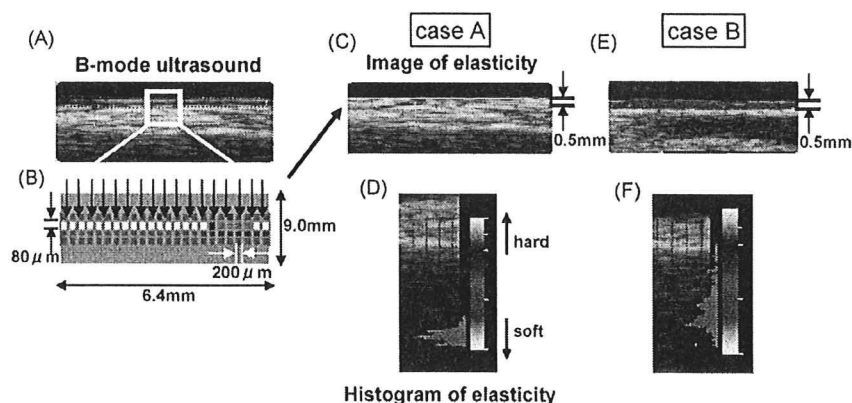 (A)
B-mode ultrasound
(B)
80 μm
200 μm
6.4mm
9.0mm
case A
(C)
Image of elasticity
0.5mm
(D)
hard
soft
Histogram of elasticity
case B
(E)
0.5mm
(F)